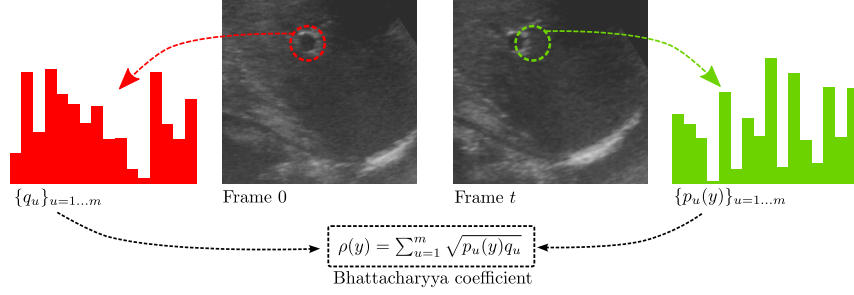 {q_u}_{u=1...m}
Frame 0
Frame t
{p_u(y)}_{u=1...m}
ρ(y) = ∑_{u=1}^{m} √(p_u(y)q_u)
Bhattacharyya coefficient